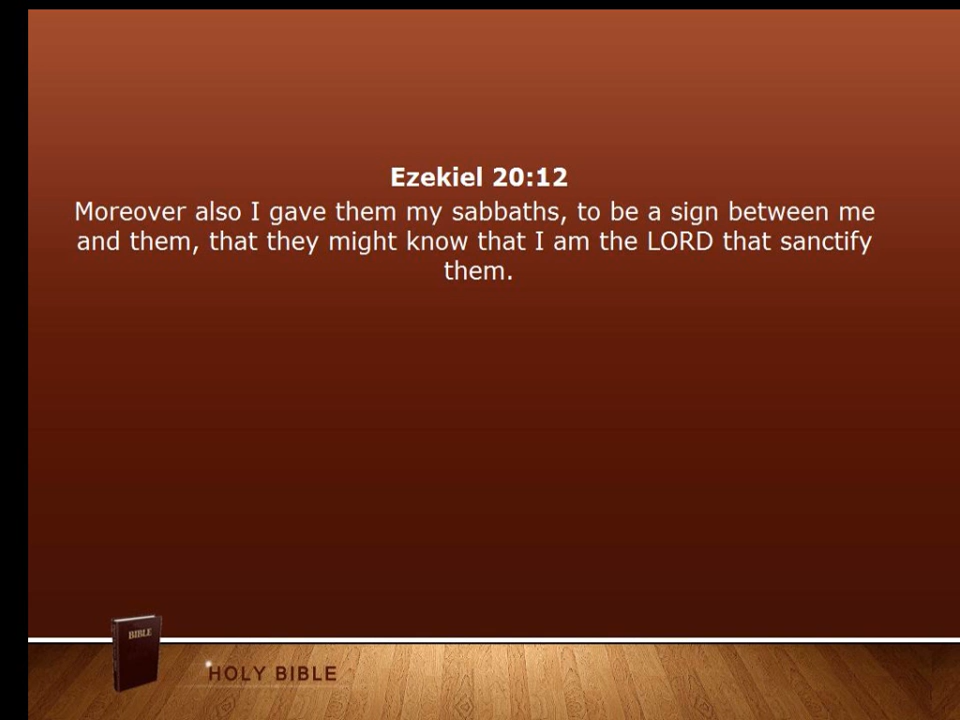 Ezekiel 20:12
Moreover also I gave them my sabbaths, to be a sign between me
and them, that they might know that I am the LORD that sanctify
them.
BIBLE
HOLY BIBLE